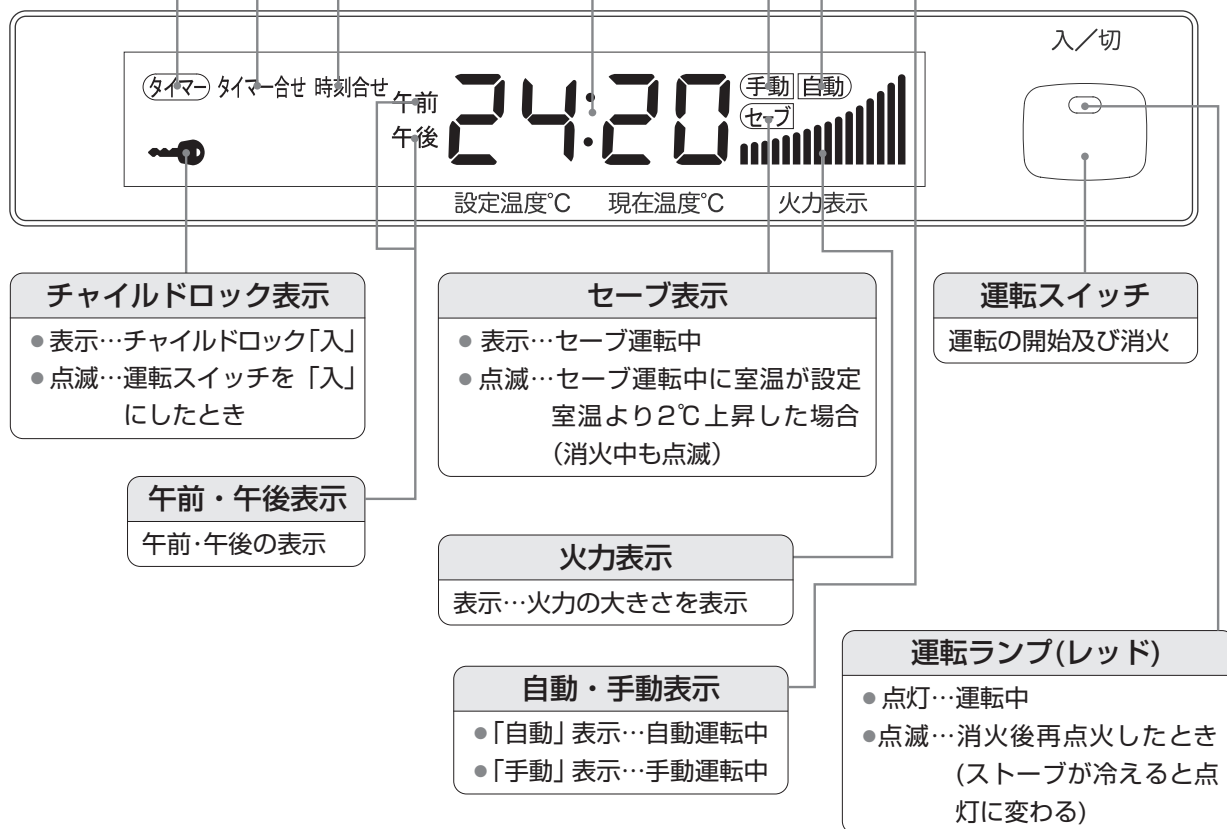 入／切
タイマー タイマー合せ 時刻合せ
午前
午後
24:20
手動 自動
セーブ
設定温度℃ 現在温度℃ 火力表示
チャイルドロック表示
● 表示…チャイルドロック「入」
● 点滅…運転スイッチを「入」
にしたとき
セーブ表示
● 表示…セーブ運転中
● 点滅…セーブ運転中に室温が設定
室温より2℃上昇した場合
(消火中も点滅)
運転スイッチ
運転の開始及び消火
午前・午後表示
午前･午後の表示
火力表示
表示…火力の大きさを表示
自動・手動表示
●「自動」表示…自動運転中
●「手動」表示…手動運転中
運転ランプ(レッド)
● 点灯…運転中
●点滅…消火後再点火したとき
(ストーブが冷えると点
灯に変わる)